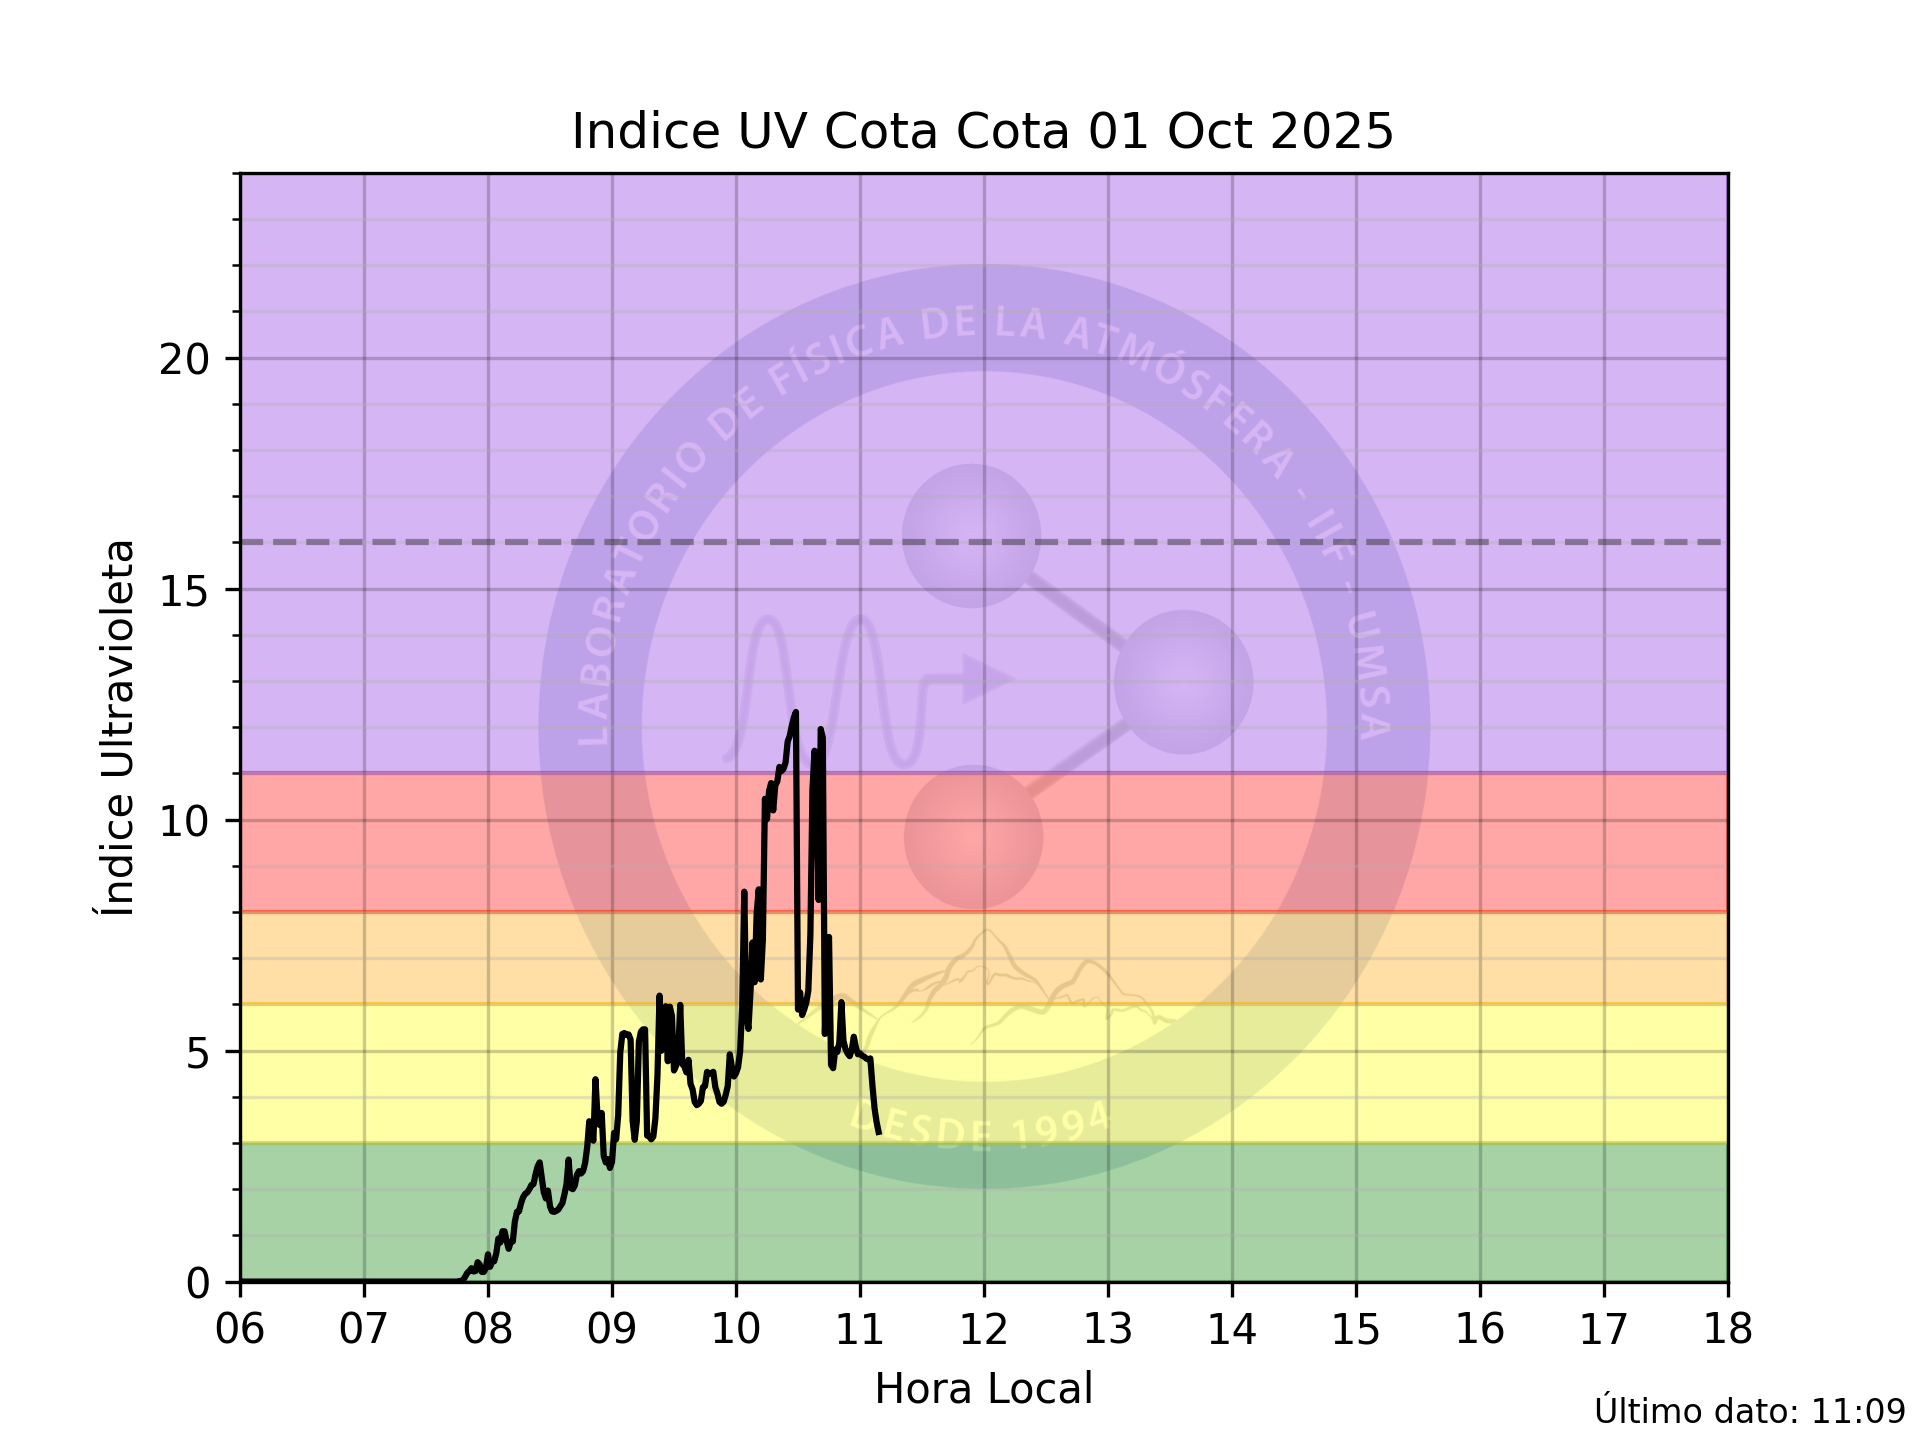 Indice UV Cota Cota 01 Oct 2025
LABORATORIO DE FÍSICA DE LA ATMÓSFERA - IIF - UMSA
DESDE 1994
Índice Ultravioleta
20
15
10
5
0
06 07 08 09 10 11 12 13 14 15 16 17 18
Hora Local
Último dato: 11:09